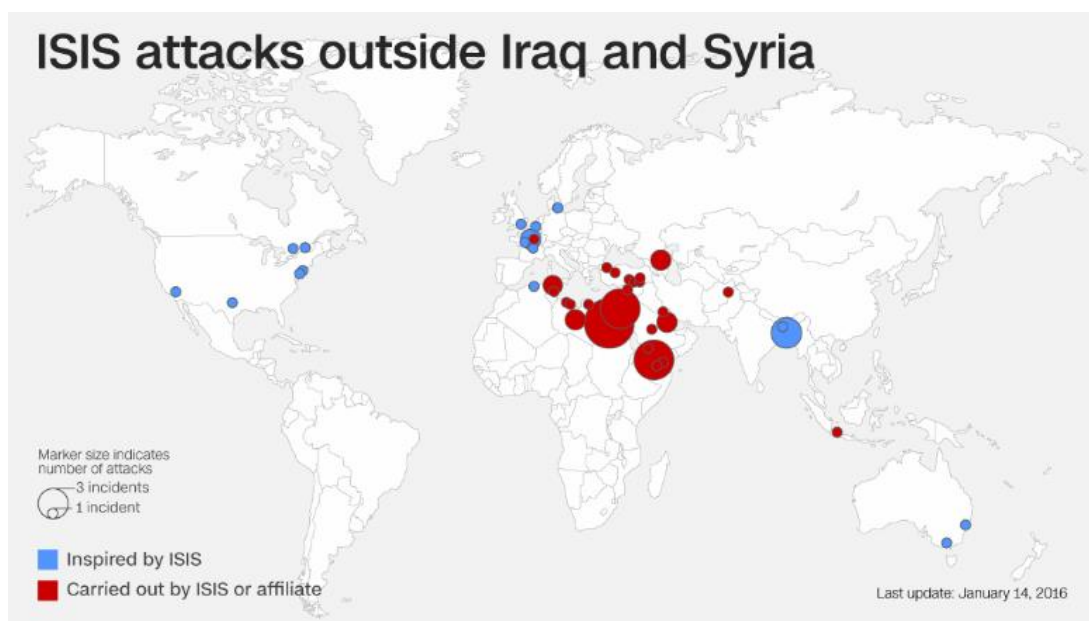 ISIS attacks outside Iraq and Syria
Marker size indicates
number of attacks
3 incidents
1 incident
Inspired by ISIS
Carried out by ISIS or affiliate
Last update: January 14, 2016